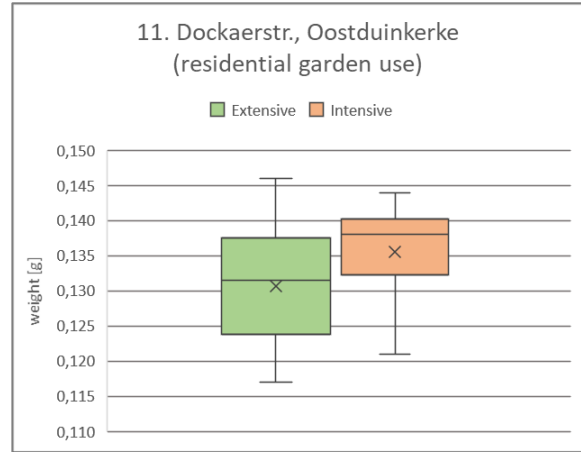 11. Dockaerstr., Oostduinkerke
(residential garden use)
Extensive Intensive
weight [g]
0,150
0,145
0,140
0,135
0,130
0,125
0,120
0,115
0,110